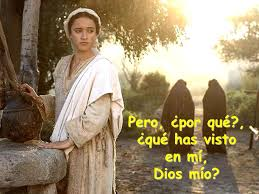 Pero, ¿por qué?,
¿qué has visto
en mí,
Dios mío?